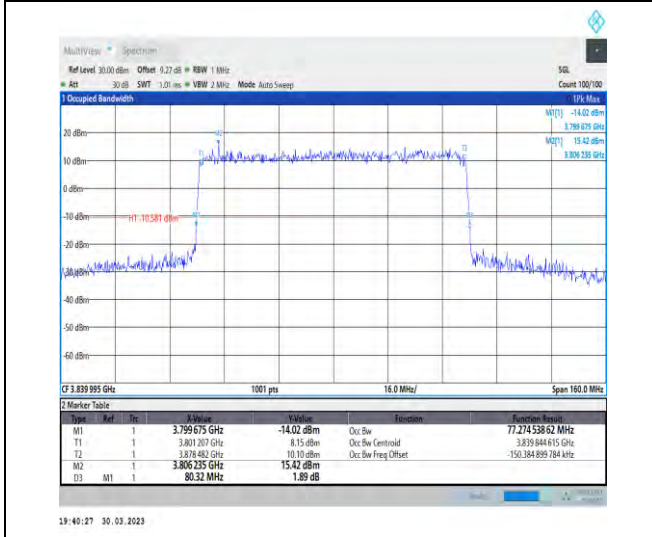 MultiView Spectrum
Ref Level 30.00 dBm Offset 9.27 dB RBW 1 MHz SGL
Att 30 dB SWT 1.01 ms VBW 2 MHz Mode Auto Sweep Count 100/100
1 Occupied Bandwidth 1Pk Max
M1[1] -14.02 dBm
3.799 675 GHz
M2[1] 15.42 dBm
3.806 235 GHz
20 dBm
M2
T1 T2
10 dBm
0 dBm
-10 dBm H1 -10.581 dBm
-20 dBm
-30 dBm
-40 dBm
-50 dBm
-60 dBm
CF 3.839 995 GHz 1001 pts 16.0 MHz/ Span 160.0 MHz
2 Marker Table
Type Ref Trc X-Value Y-Value Function Function Result
M1 1 3.799 675 GHz -14.02 dBm Occ Bw 77.274 538 62 MHz
T1 1 3.801 207 GHz 8.15 dBm Occ Bw Centroid 3.839 844 615 GHz
T2 1 3.878 482 GHz 10.10 dBm Occ Bw Freq Offset -150.384 899 784 kHz
M2 1 3.806 235 GHz 15.42 dBm
D3 M1 1 80.32 MHz 1.89 dB
19:40:27 30.03.2023